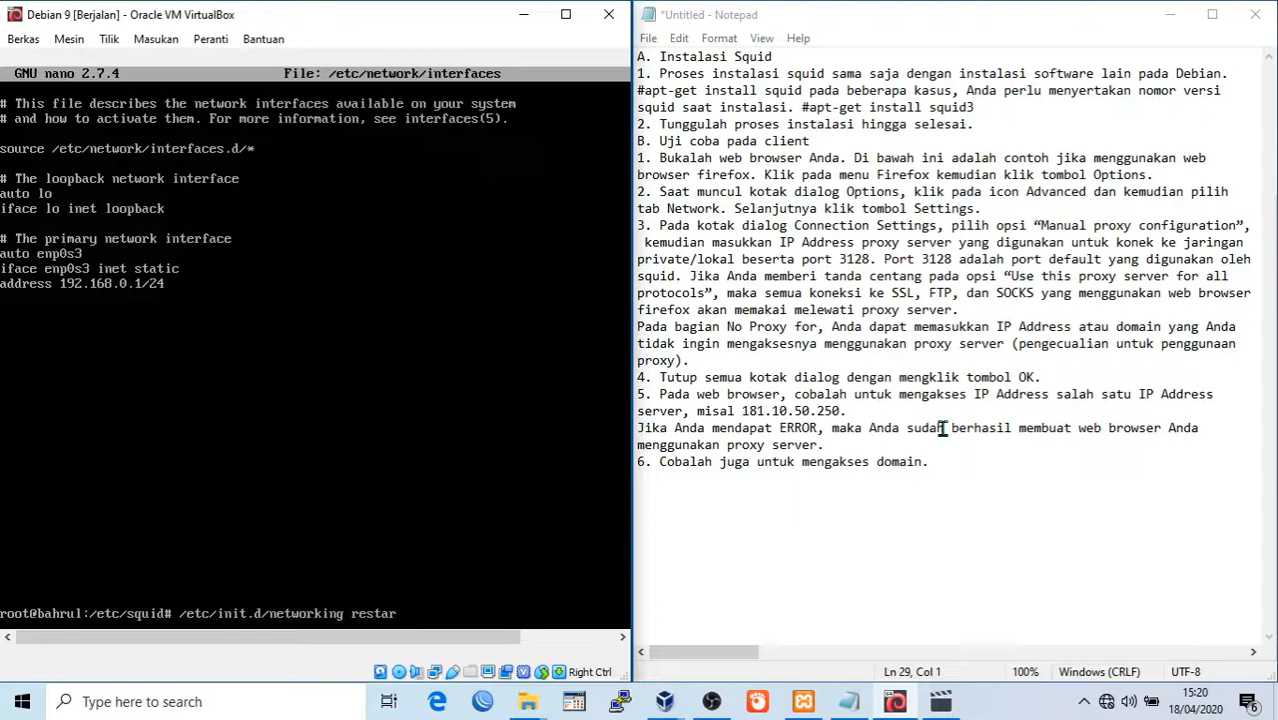 Debian 9 [Berjalan] - Oracle VM VirtualBox
Berkas Mesin Tilik Masukan Peranti Bantuan
GNU nano 2.7.4 File: /etc/network/interfaces
# This file describes the network interfaces available on your system
# and how to activate them. For more information, see interfaces(5).
source /etc/network/interfaces.d/*
# The loopback network interface
auto lo
iface lo inet loopback
# The primary network interface
auto enp0s3
iface enp0s3 inet static
address 192.168.0.1/24
root@bahrul:/etc/squid# /etc/init.d/networking restar
Right Ctrl
*Untitled - Notepad
File Edit Format View Help
A. Instalasi Squid
1. Proses instalasi squid sama saja dengan instalasi software lain pada Debian.
#apt-get install squid pada beberapa kasus, Anda perlu menyertakan nomor versi
squid saat instalasi. #apt-get install squid3
2. Tunggulah proses instalasi hingga selesai.
B. Uji coba pada client
1. Bukalah web browser Anda. Di bawah ini adalah contoh jika menggunakan web
browser firefox. Klik pada menu Firefox kemudian klik tombol Options.
2. Saat muncul kotak dialog Options, klik pada icon Advanced dan kemudian pilih
tab Network. Selanjutnya klik tombol Settings.
3. Pada kotak dialog Connection Settings, pilih opsi “Manual proxy configuration”,
kemudian masukkan IP Address proxy server yang digunakan untuk konek ke jaringan
private/lokal beserta port 3128. Port 3128 adalah port default yang digunakan oleh
squid. Jika Anda memberi tanda centang pada opsi “Use this proxy server for all
protocols”, maka semua koneksi ke SSL, FTP, dan SOCKS yang menggunakan web browser
firefox akan memakai melewati proxy server.
Pada bagian No Proxy for, Anda dapat memasukkan IP Address atau domain yang Anda
tidak ingin mengaksesnya menggunakan proxy server (pengecualian untuk penggunaan
proxy).
4. Tutup semua kotak dialog dengan mengklik tombol OK.
5. Pada web browser, cobalah untuk mengakses IP Address salah satu IP Address
server, misal 181.10.50.250.
Jika Anda mendapat ERROR, maka Anda sudah berhasil membuat web browser Anda
menggunakan proxy server.
6. Cobalah juga untuk mengakses domain.
Ln 29, Col 1 100% Windows (CRLF) UTF-8
Type here to search
15:20
18/04/2020
6